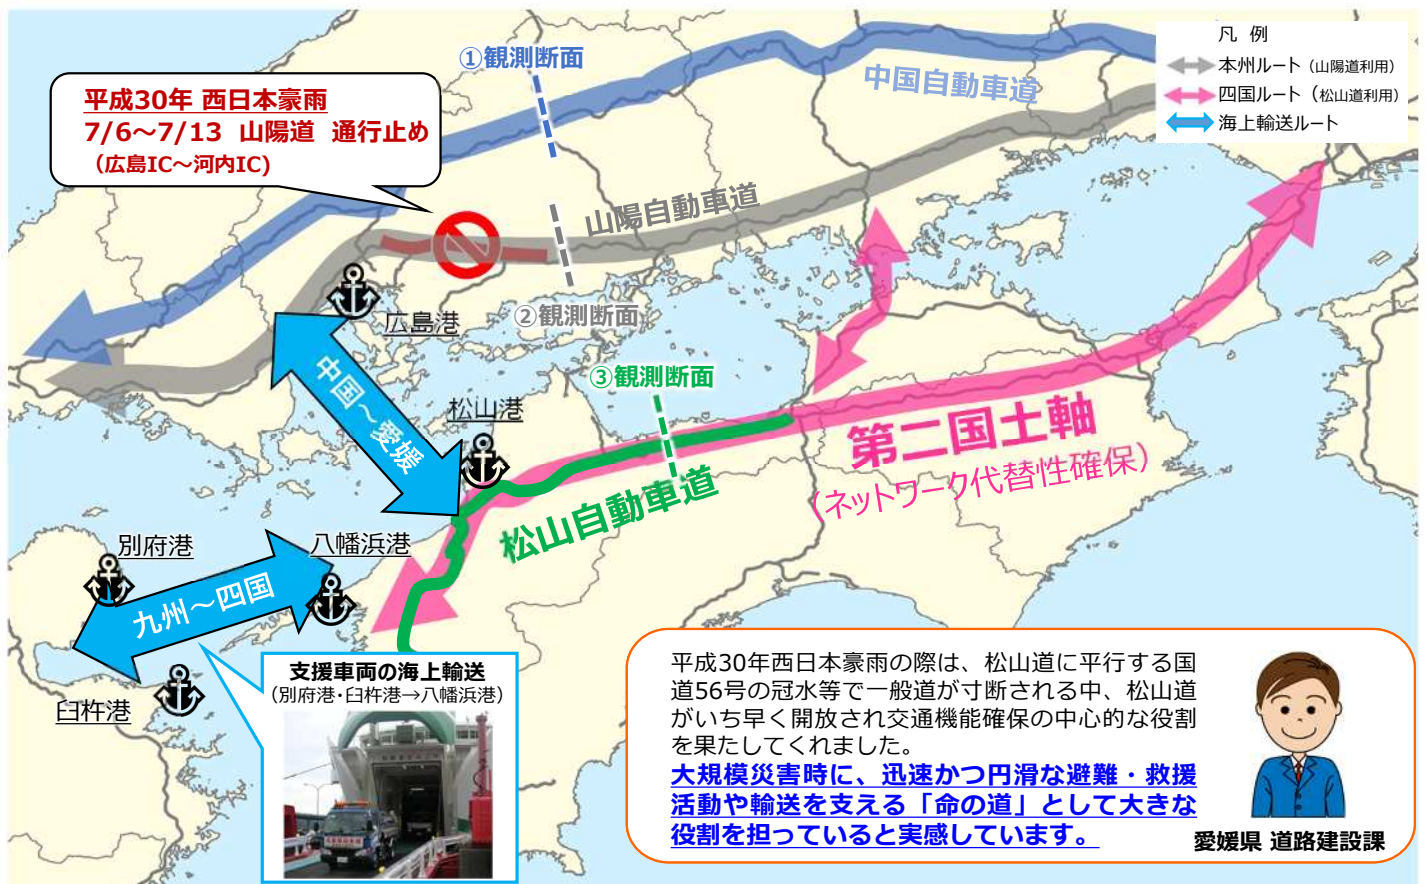 ①観測断面
中国自動車道
凡 例
本州ルート（山陽道利用）
四国ルート（松山道利用）
海上輸送ルート
平成30年 西日本豪雨
7/6～7/13 山陽道 通行止め
（広島IC～河内IC)
山陽自動車道
②観測断面
広島港
③観測断面
中国～愛媛
松山港
第二国土軸
（ネットワーク代替性確保）
松山自動車道
別府港
八幡浜港
九州～四国
臼杵港
支援車両の海上輸送
（別府港・臼杵港→八幡浜港）
平成30年西日本豪雨の際は、松山道に平行する国
道56号の冠水等で一般道が寸断される中、松山道
がいち早く開放され交通機能確保の中心的な役割
を果たしてくれました。
大規模災害時に、迅速かつ円滑な避難・救援
活動や輸送を支える「命の道」として大きな
役割を担っていると実感しています。
愛媛県 道路建設課